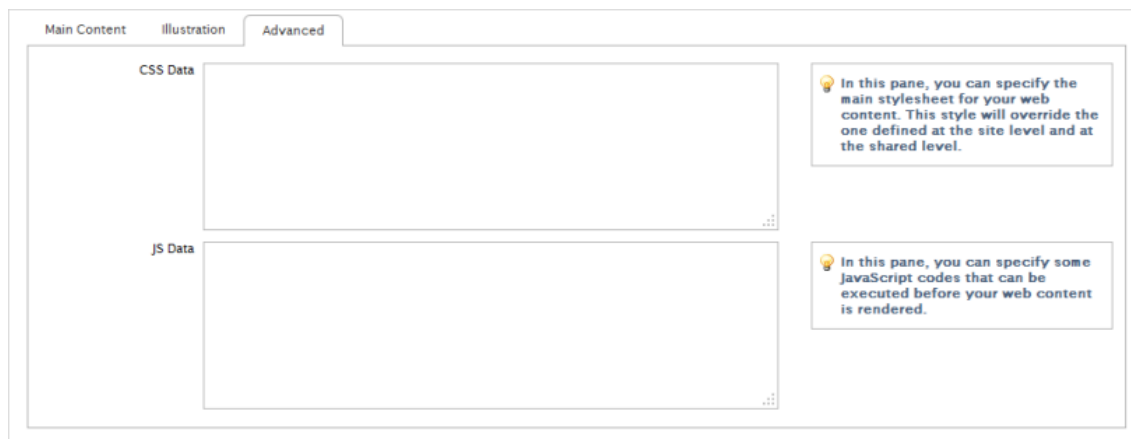 Main Content Illustration Advanced
CSS Data
In this pane, you can specify the
main stylesheet for your web
content. This style will override the
one defined at the site level and at
the shared level.
JS Data
In this pane, you can specify some
JavaScript codes that can be
executed before your web content
is rendered.